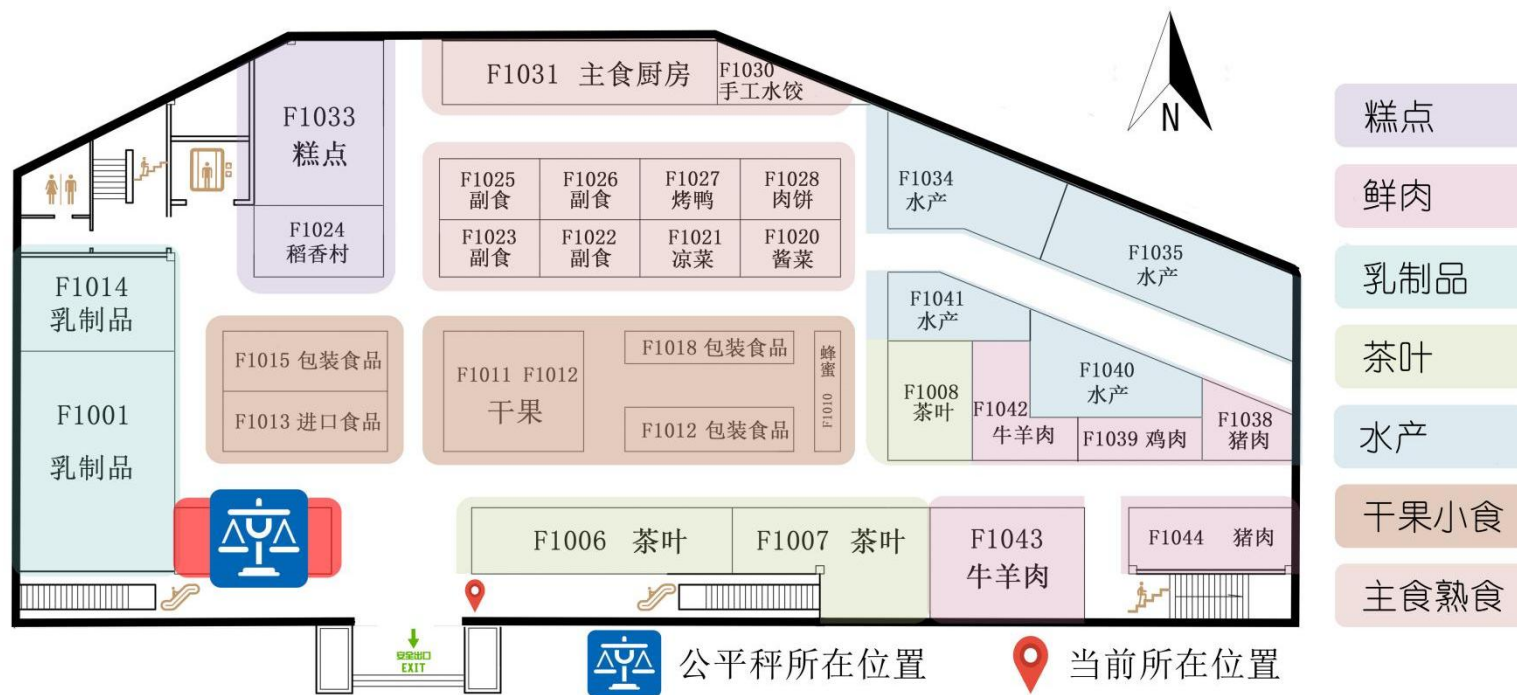 F1031 主食厨房
F1030
手工水饺
N
F1033
糕点
F1024
稻香村
F1025
副食
F1026
副食
F1027
烤鸭
F1028
肉饼
F1023
副食
F1022
副食
F1021
凉菜
F1020
酱菜
F1034
水产
F1035
水产
F1014
乳制品
F1001
乳制品
F1015 包装食品
F1013 进口食品
F1011 F1012
干果
F1018 包装食品
F1012 包装食品
蜂蜜
F1010
F1041
水产
F1008
茶叶
F1042
牛羊肉
F1040
水产
F1039 鸡肉
F1038
猪肉
F1006 茶叶
F1007 茶叶
F1043
牛羊肉
F1044 猪肉
安全出口
EXIT
公平秤所在位置
当前所在位置
糕点
鲜肉
乳制品
茶叶
水产
干果小食
主食熟食